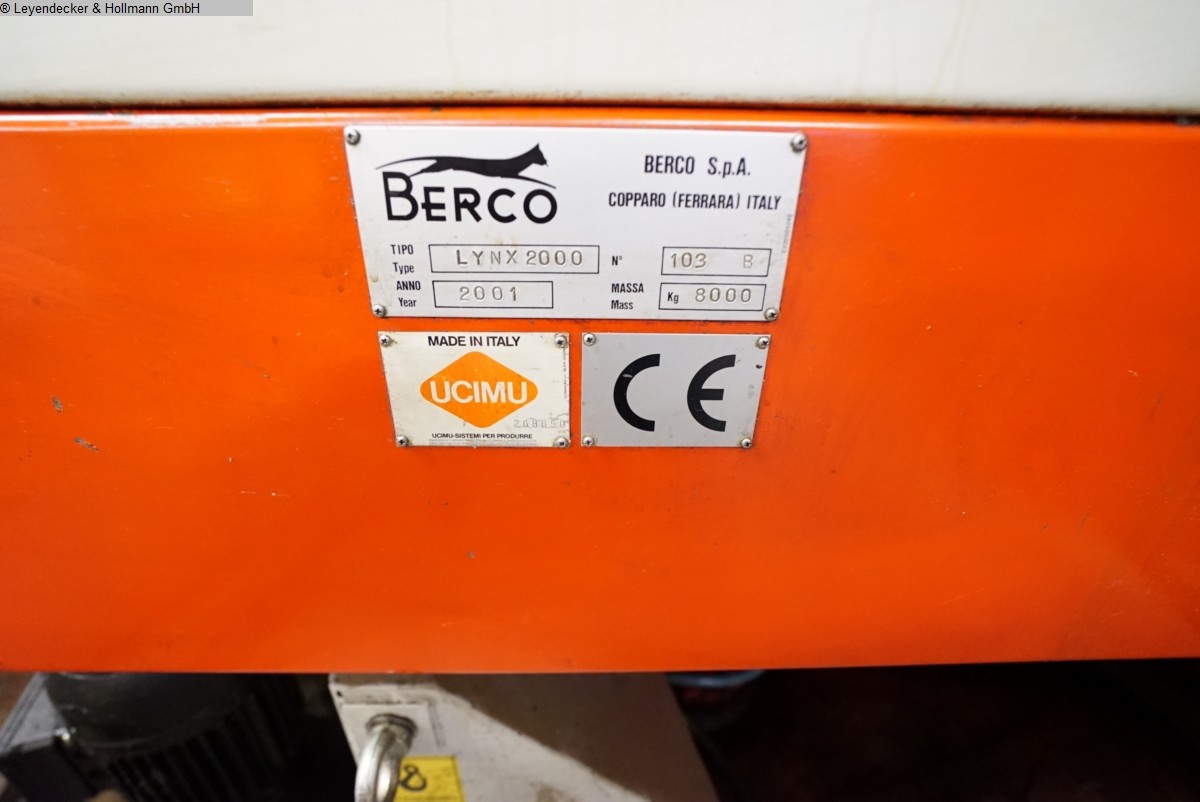 ® Leyendecker & Hollmann GmbH
BERCO
BERCO S.p.A.
COPPARO (FERRARA) ITALY
TIPO
Type
LYNX 2000
N°
103 B
ANNO
Year
2001
MASSA
Mass
Kg 8000
MADE IN ITALY
UCIMU
UCIMU-SISTEMI PER PRODURRE
CE
8